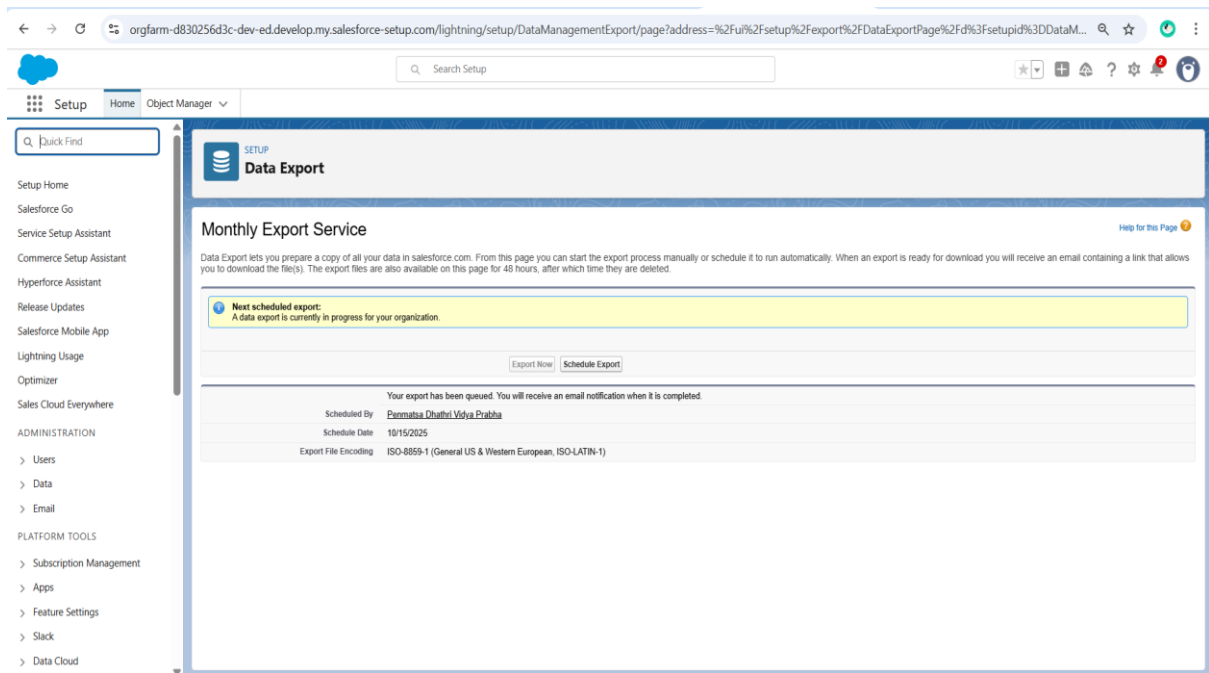 orgfarm-d830256d3c-dev-ed.develop.my.salesforce-setup.com/lightning/setup/DataManagementExport/page?address=%2Fui%2Fsetup%2Fexport%2FDataExportPage%2Fd%3Fsetupid%3DDataM...
Search Setup
2
Setup
Home
Object Manager
Quick Find
Setup Home
Salesforce Go
Service Setup Assistant
Commerce Setup Assistant
Hyperforce Assistant
Release Updates
Salesforce Mobile App
Lightning Usage
Optimizer
Sales Cloud Everywhere
ADMINISTRATION
Users
Data
Email
PLATFORM TOOLS
Subscription Management
Apps
Feature Settings
Slack
Data Cloud
SETUP
Data Export
Monthly Export Service
Help for this Page
Data Export lets you prepare a copy of all your data in salesforce.com. From this page you can start the export process manually or schedule it to run automatically. When an export is ready for download you will receive an email containing a link that allows
you to download the file(s). The export files are also available on this page for 48 hours, after which time they are deleted.
Next scheduled export:
A data export is currently in progress for your organization.
Export Now
Schedule Export
Your export has been queued. You will receive an email notification when it is completed.
Scheduled By Penmatsa Dhathri Vidya Prabha
Schedule Date 10/15/2025
Export File Encoding ISO-8859-1 (General US & Western European, ISO-LATIN-1)